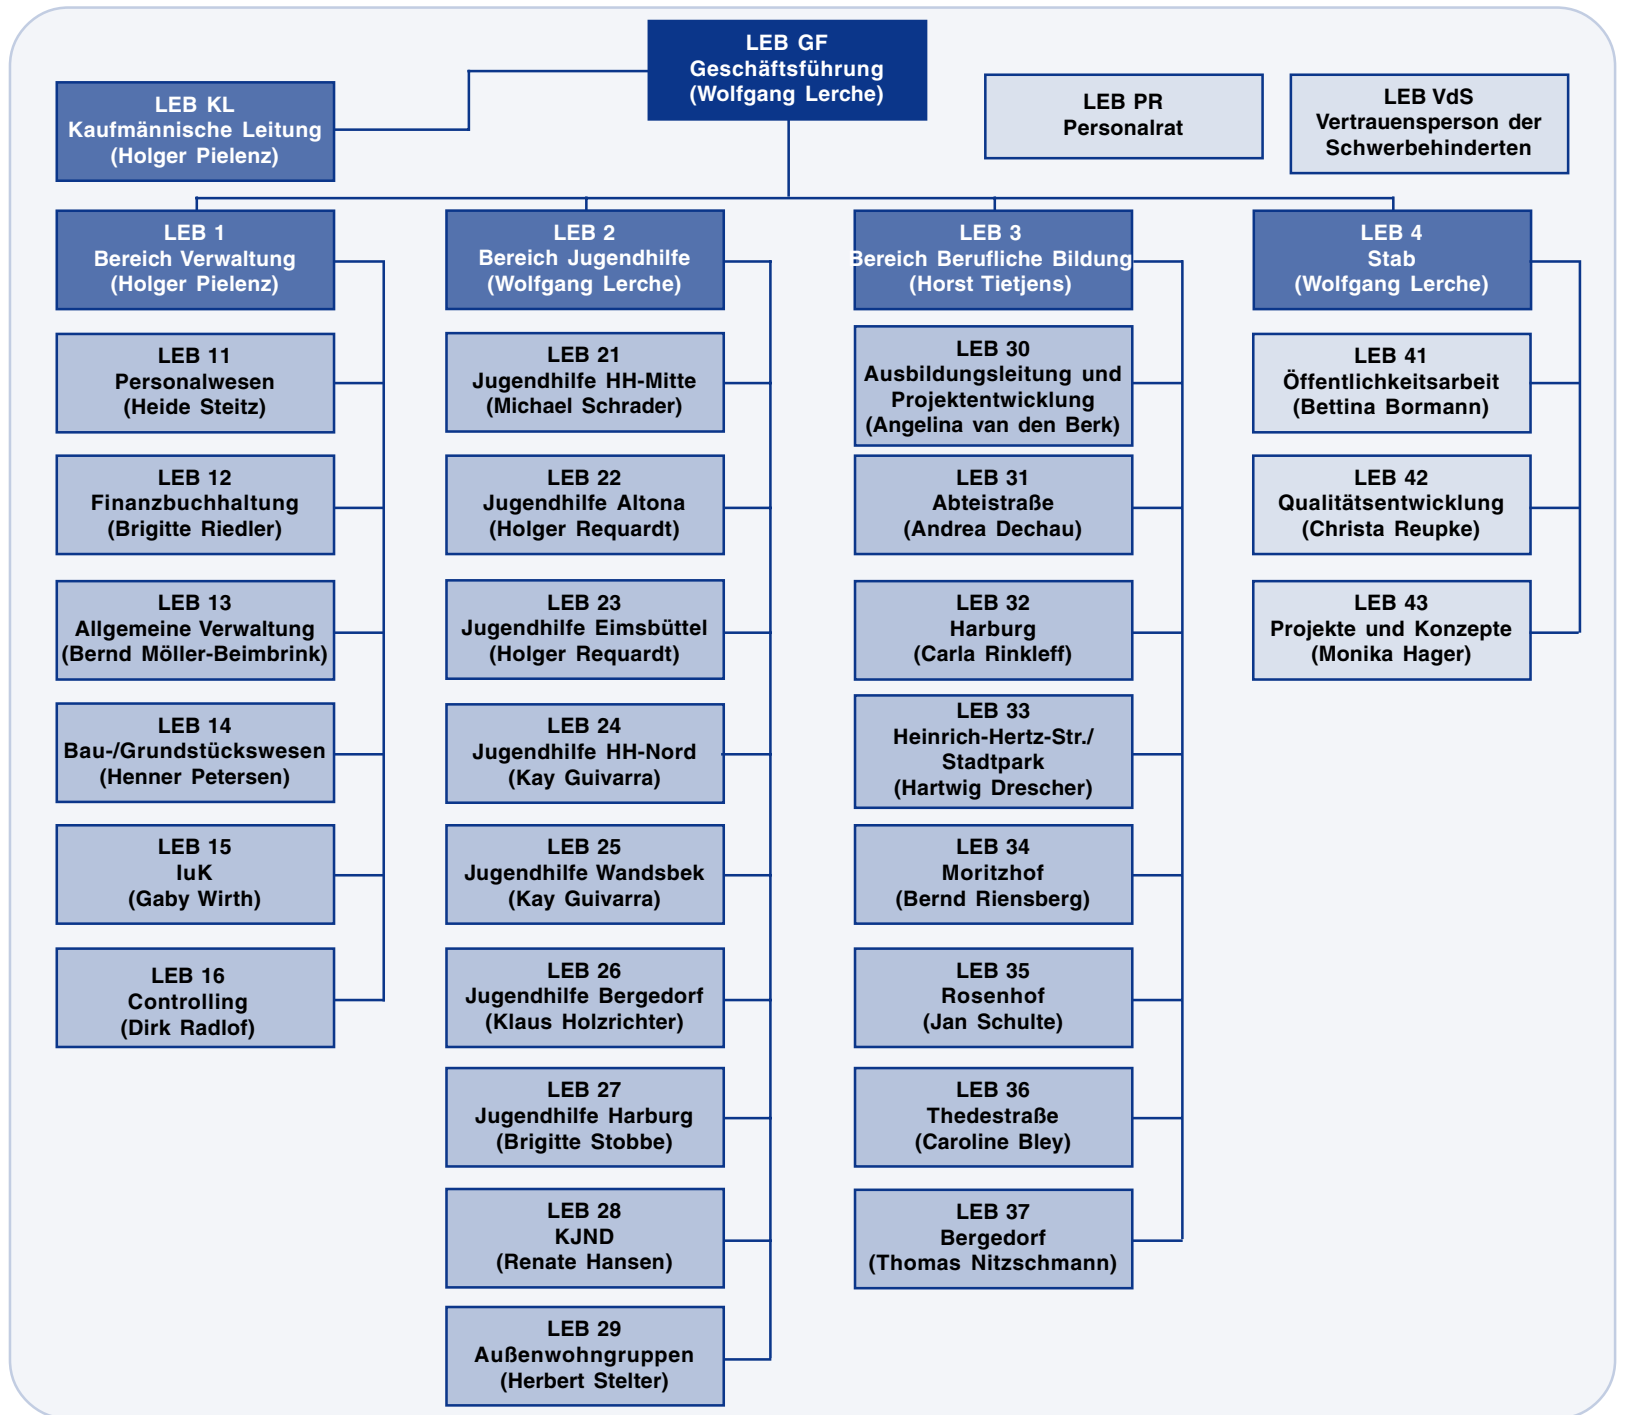 LEB GF
Geschäftsführung
(Wolfgang Lerche)
LEB KL
Kaufmännische Leitung
(Holger Pielenz)
LEB PR
Personalrat
LEB VdS
Vertrauensperson der
Schwerbehinderten
LEB 1
Bereich Verwaltung
(Holger Pielenz)
LEB 11
Personalwesen
(Heide Steitz)
LEB 12
Finanzbuchhaltung
(Brigitte Riedler)
LEB 13
Allgemeine Verwaltung
(Bernd Möller-Beimbrink)
LEB 14
Bau-/Grundstückswesen
(Henner Petersen)
LEB 15
IuK
(Gaby Wirth)
LEB 16
Controlling
(Dirk Radlof)
LEB 2
Bereich Jugendhilfe
(Wolfgang Lerche)
LEB 21
Jugendhilfe HH-Mitte
(Michael Schrader)
LEB 22
Jugendhilfe Altona
(Holger Requardt)
LEB 23
Jugendhilfe Eimsbüttel
(Holger Requardt)
LEB 24
Jugendhilfe HH-Nord
(Kay Guivarra)
LEB 25
Jugendhilfe Wandsbek
(Kay Guivarra)
LEB 26
Jugendhilfe Bergedorf
(Klaus Holzrichter)
LEB 27
Jugendhilfe Harburg
(Brigitte Stobbe)
LEB 28
KJND
(Renate Hansen)
LEB 29
Außenwohngruppen
(Herbert Stelter)
LEB 3
Bereich Berufliche Bildung
(Horst Tietjens)
LEB 30
Ausbildungsleitung und
Projektentwicklung
(Angelina van den Berk)
LEB 31
Abteistraße
(Andrea Dechau)
LEB 32
Harburg
(Carla Rinkleff)
LEB 33
Heinrich-Hertz-Str./
Stadtpark
(Hartwig Drescher)
LEB 34
Moritzhof
(Bernd Riensberg)
LEB 35
Rosenhof
(Jan Schulte)
LEB 36
Thedestraße
(Caroline Bley)
LEB 37
Bergedorf
(Thomas Nitzschmann)
LEB 4
Stab
(Wolfgang Lerche)
LEB 41
Öffentlichkeitsarbeit
(Bettina Bormann)
LEB 42
Qualitätsentwicklung
(Christa Reupke)
LEB 43
Projekte und Konzepte
(Monika Hager)